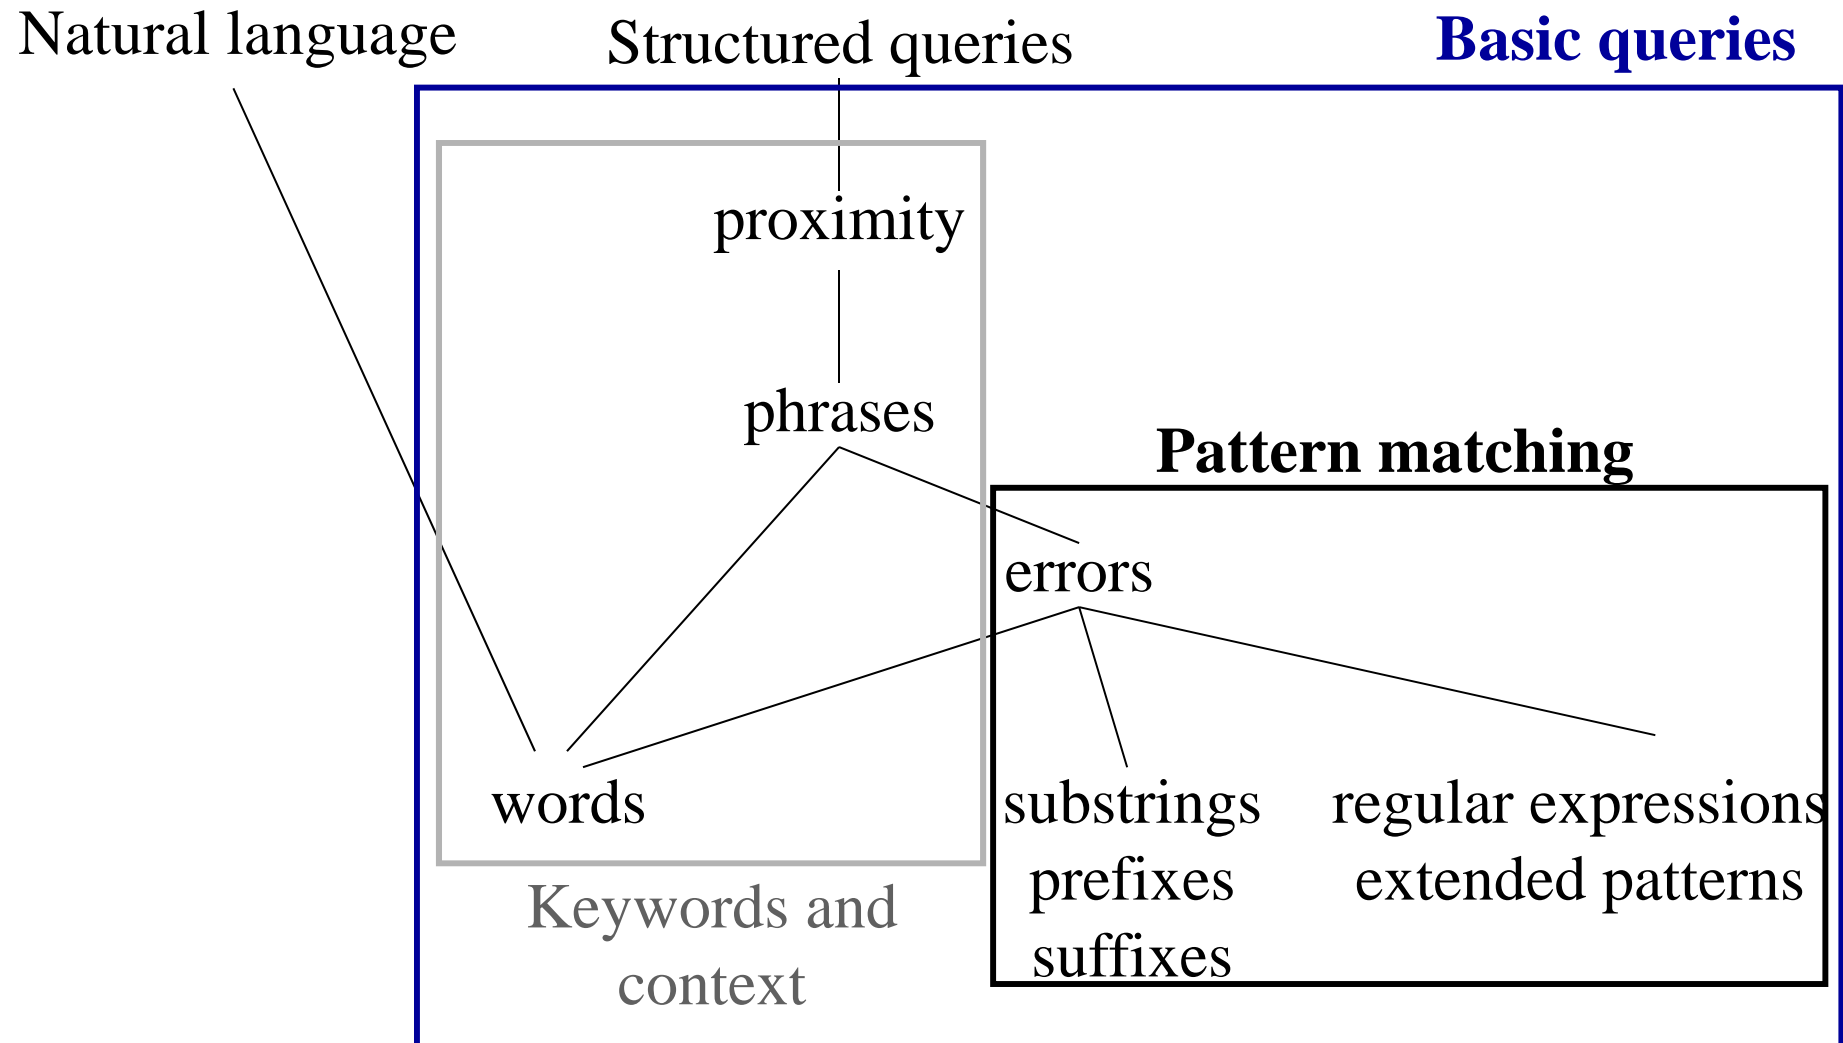 Natural language
Structured queries
Basic queries
proximity
phrases
Pattern matching
errors
words
substrings
regular expressions
prefixes
extended patterns
suffixes
Keywords and
context